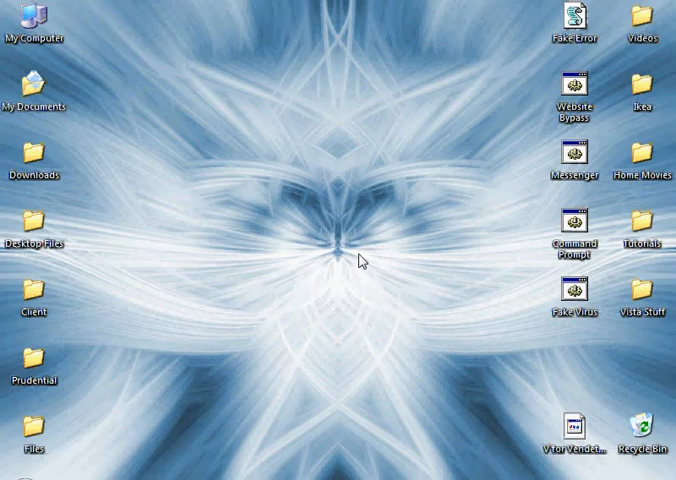 My Computer
My Documents
Downloads
Desktop Files
Client
Prudential
Files
Fake Error
Website
Bypass
Messenger
Command
Prompt
Fake Virus
V for Vendet...
Videos
Ikea
Home Movies
Tutorials
Vista Stuff
Recycle Bin